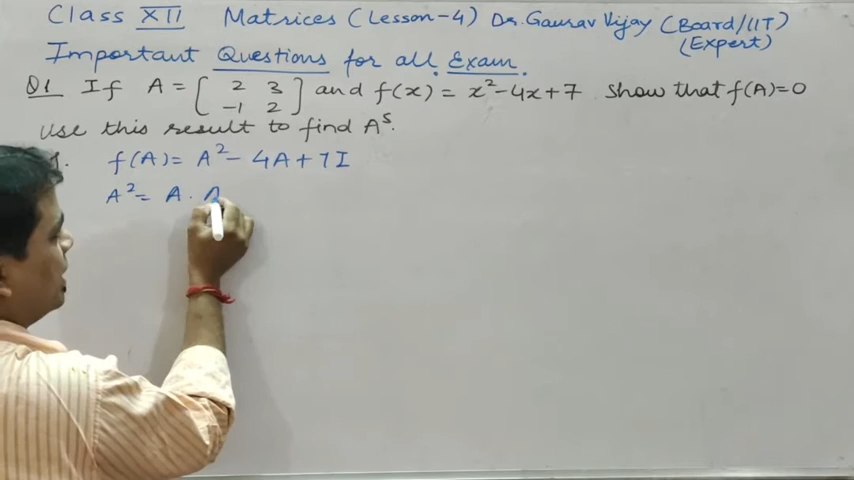 Class XII Matrices (Lesson-4) Dr. Gaurav Vijay (Board/IIT)
(Expert)
Important Questions for all Exam.
Q1 If A = [ 2 3 ] and f(x) = x²-4x+7 Show that f(A)=0
-1 2
Use this result to find A⁵.
1. f(A) = A² - 4A + 7I
A² = A . A